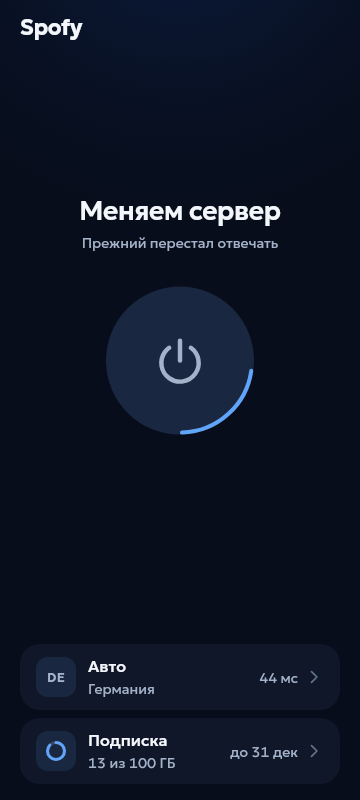 Spofy
Меняем сервер
Прежний перестал отвечать
DE
Авто
Германия
44 мс
Подписка
13 из 100 ГБ
до 31 дек